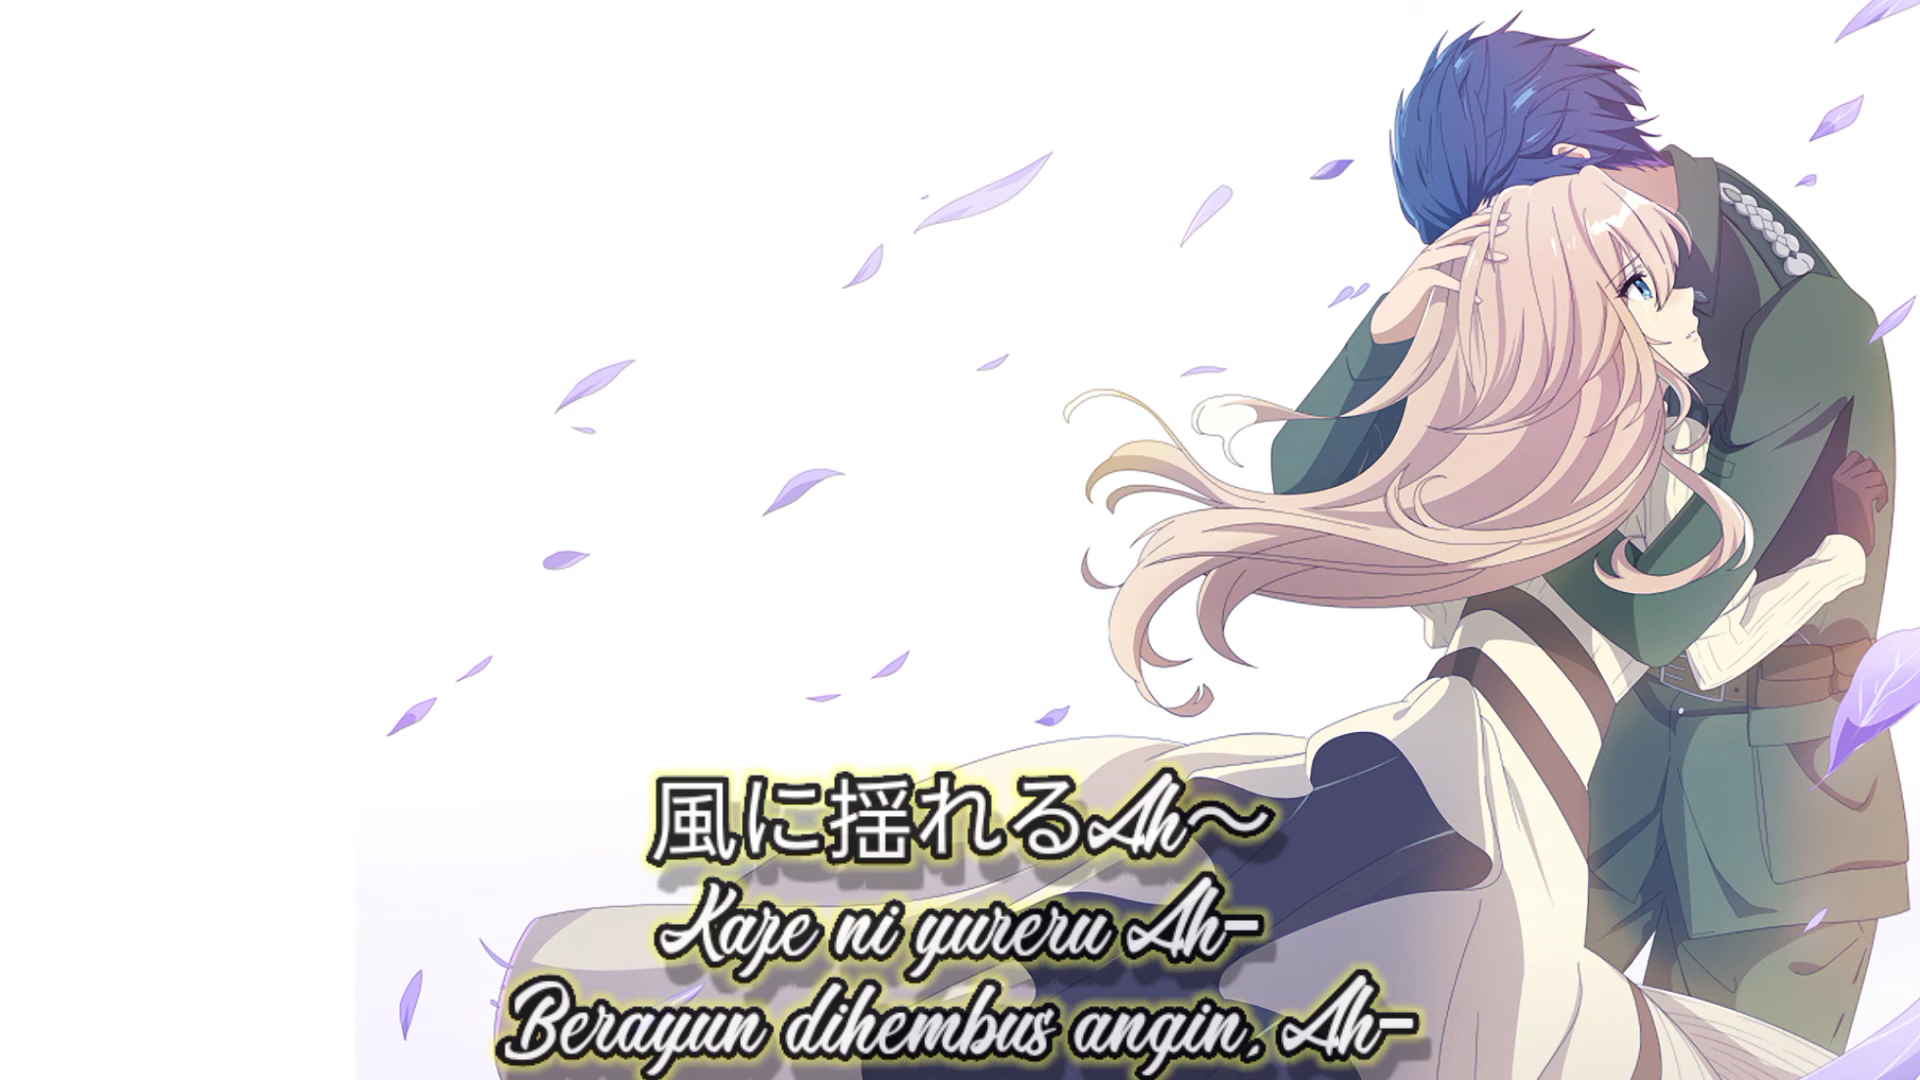 風に揺れるAh〜
Kaze ni yureru Ah-
Berayun dihembus angin, Ah-